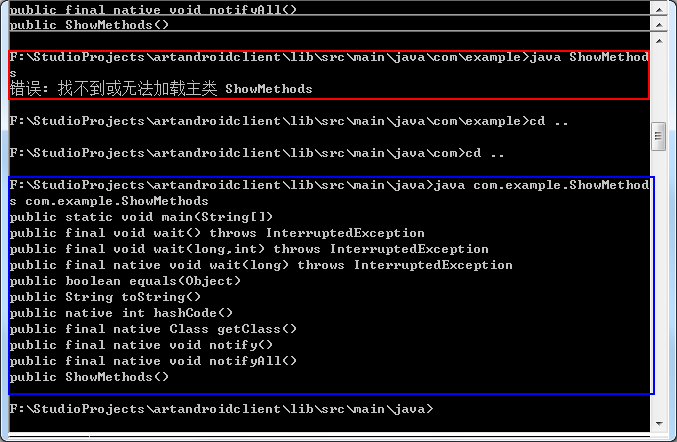 public final native void notifyAll()
public ShowMethods()
F:\StudioProjects\artandroidclient\lib\src\main\java\com\example>java ShowMethod
s
错误: 找不到或无法加载主类 ShowMethods
F:\StudioProjects\artandroidclient\lib\src\main\java\com\example>cd ..
F:\StudioProjects\artandroidclient\lib\src\main\java\com>cd ..
F:\StudioProjects\artandroidclient\lib\src\main\java>java com.example.ShowMethod
s com.example.ShowMethods
public static void main(String[])
public final void wait() throws InterruptedException
public final void wait(long,int) throws InterruptedException
public final native void wait(long) throws InterruptedException
public boolean equals(Object)
public String toString()
public native int hashCode()
public final native Class getClass()
public final native void notify()
public final native void notifyAll()
public ShowMethods()
F:\StudioProjects\artandroidclient\lib\src\main\java>